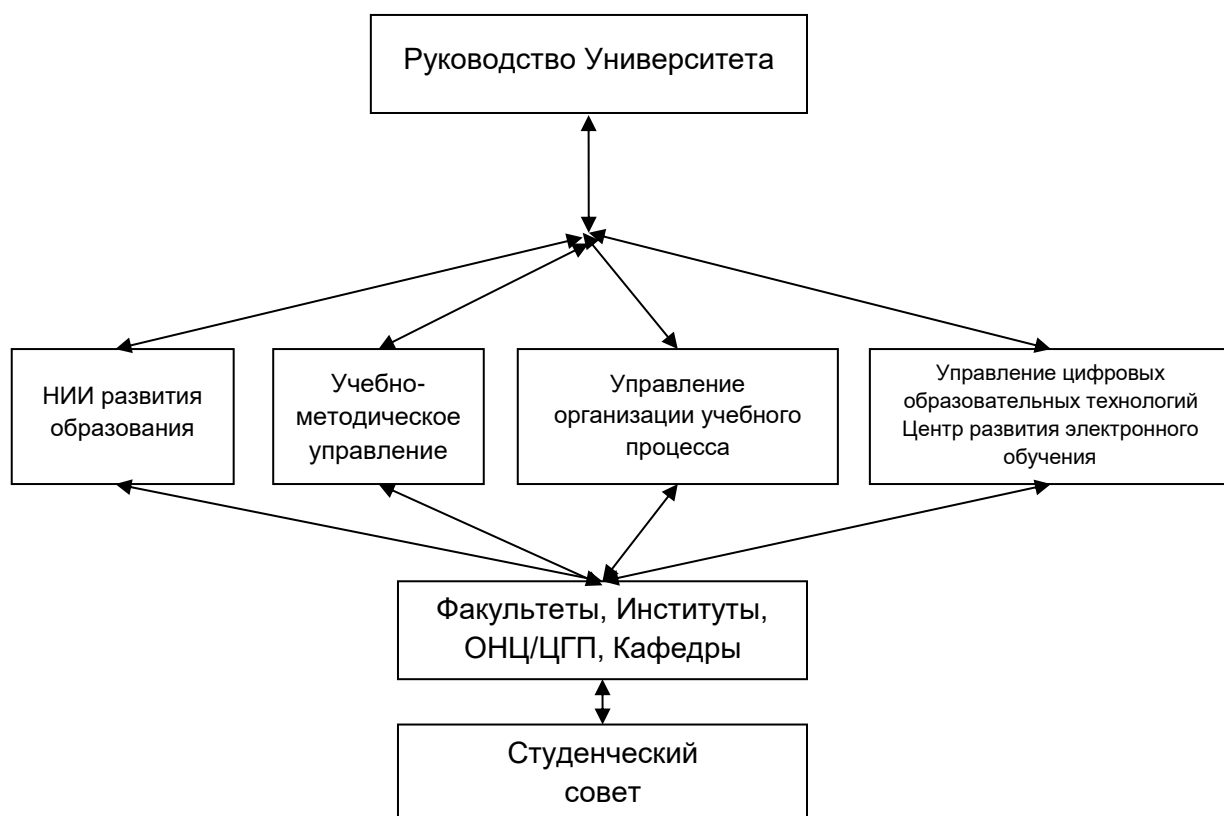 Руководство Университета
НИИ развития
образования
Учебно-
методическое
управление
Управление
организации учебного
процесса
Управление цифровых
образовательных технологий
Центр развития электронного
обучения
Факультеты, Институты,
ОНЦ/ЦГП, Кафедры
Студенческий
совет